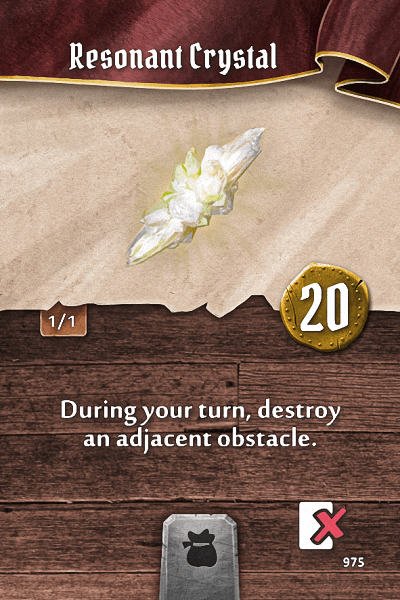 Resonant Crystal
1/1
20
During your turn, destroy
an adjacent obstacle.
975